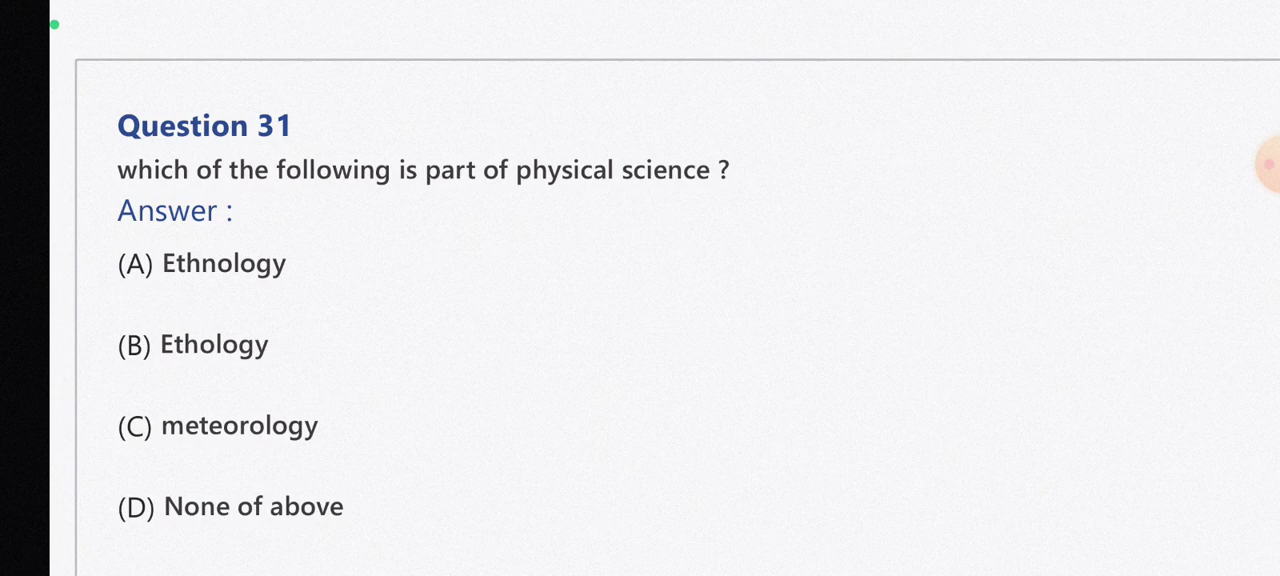 Question 31
which of the following is part of physical science ?
Answer :
(A) Ethnology
(B) Ethology
(C) meteorology
(D) None of above